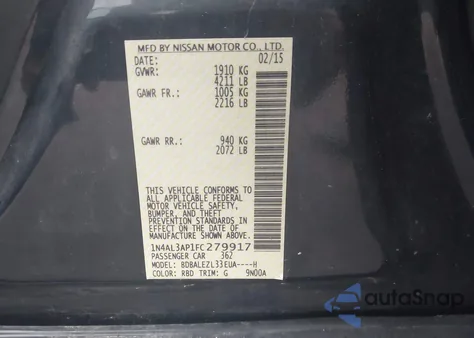 MFD BY NISSAN MOTOR CO., LTD.
DATE: 02/15
GVWR: 1910 KG
4211 LB
GAWR FR.: 1005 KG
2216 LB
GAWR RR.: 940 KG
2072 LB
THIS VEHICLE CONFORMS TO
ALL APPLICABLE FEDERAL
MOTOR VEHICLE SAFETY,
BUMPER, AND THEFT
PREVENTION STANDARDS IN
EFFECT ON THE DATE OF
MANUFACTURE SHOWN ABOVE.
1N4AL3AP1FC279917
PASSENGER CAR 362
MODEL: BDBALEZL33EUA----H
COLOR: RBD TRIM: G 9N00A
autoSnap